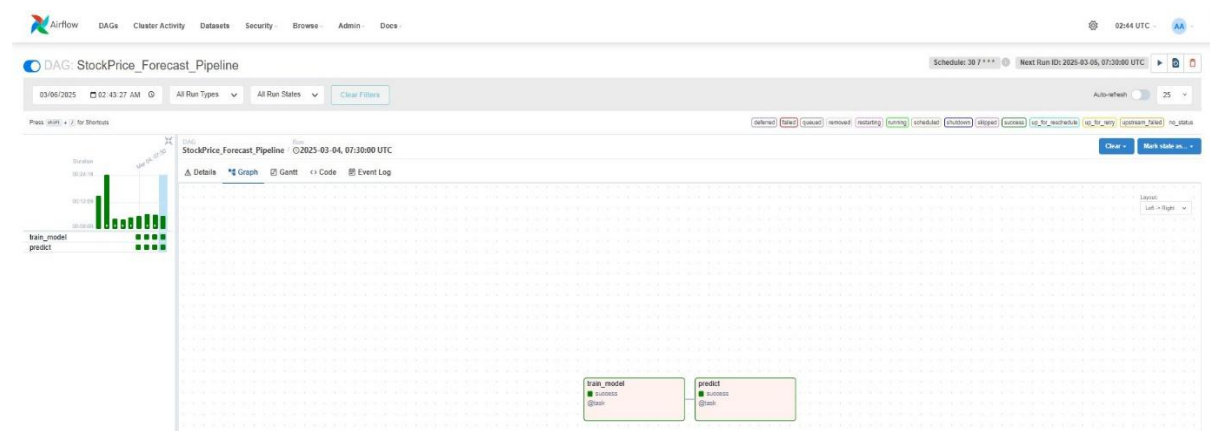 Airflow DAGs Cluster Activity Datasets Security Browse Admin Docs 02:44 UTC AA
DAG: StockPrice_Forecast_Pipeline Schedule: 30 7 * * * Next Run ID: 2025-03-05, 07:30:00 UTC
03/06/2025 02:43:27 AM All Run Types All Run States Clear Filters Auto-refresh 25
Press shift + / for Shortcuts deferred failed queued removed restarting running scheduled shutdown skipped success up_for_reschedule up_for_retry upstream_failed no_status
DAG Run
StockPrice_Forecast_Pipeline 2025-03-04, 07:30:00 UTC Clear Mark state as...
Duration Mar 04, 07:30
Details Graph Gantt Code Event Log
Layout:
Left -> Right
train_model
predict
train_model predict
success success
@task @task